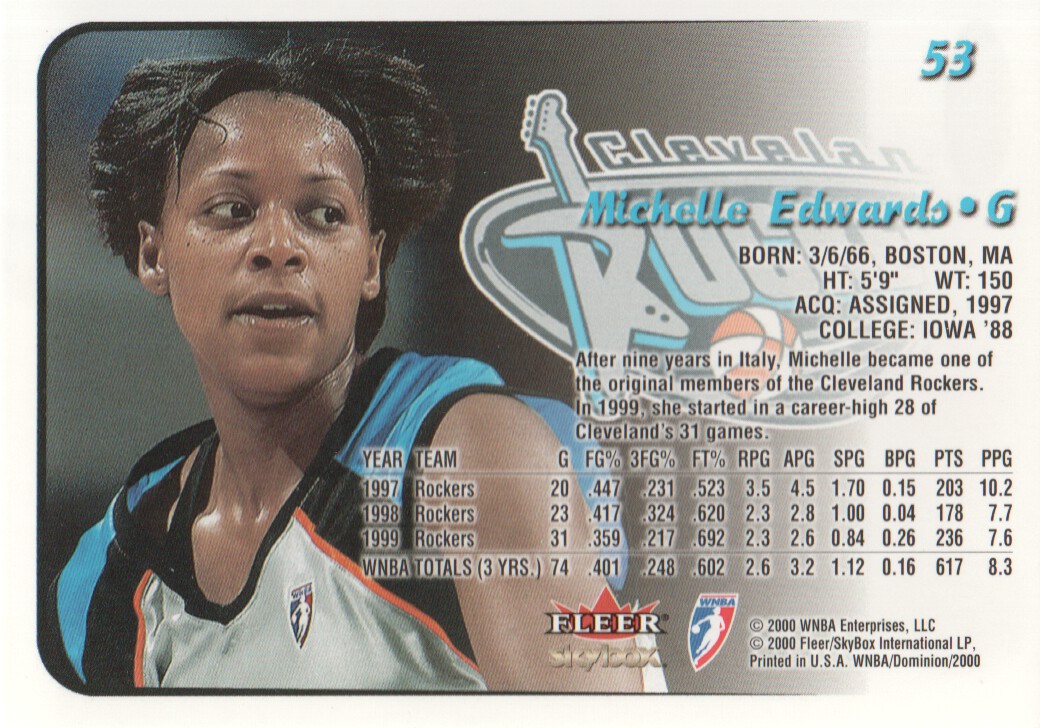 53
Clevelan
Rock
Michelle Edwards • G
BORN: 3/6/66, BOSTON, MA
HT: 5'9" WT: 150
ACQ: ASSIGNED, 1997
COLLEGE: IOWA '88
After nine years in Italy, Michelle became one of
the original members of the Cleveland Rockers.
In 1999, she started in a career-high 28 of
Cleveland's 31 games.
YEAR TEAM G FG% 3FG% FT% RPG APG SPG BPG PTS PPG
1997 Rockers 20 .447 .231 .523 3.5 4.5 1.70 0.15 203 10.2
1998 Rockers 23 .417 .324 .620 2.3 2.8 1.00 0.04 178 7.7
1999 Rockers 31 .359 .217 .692 2.3 2.6 0.84 0.26 236 7.6
WNBA TOTALS (3 YRS.) 74 .401 .248 .602 2.6 3.2 1.12 0.16 617 8.3
WNBA
FLEER
skybox
WNBA
© 2000 WNBA Enterprises, LLC
© 2000 Fleer/SkyBox International LP,
Printed in U.S.A. WNBA/Dominion/2000